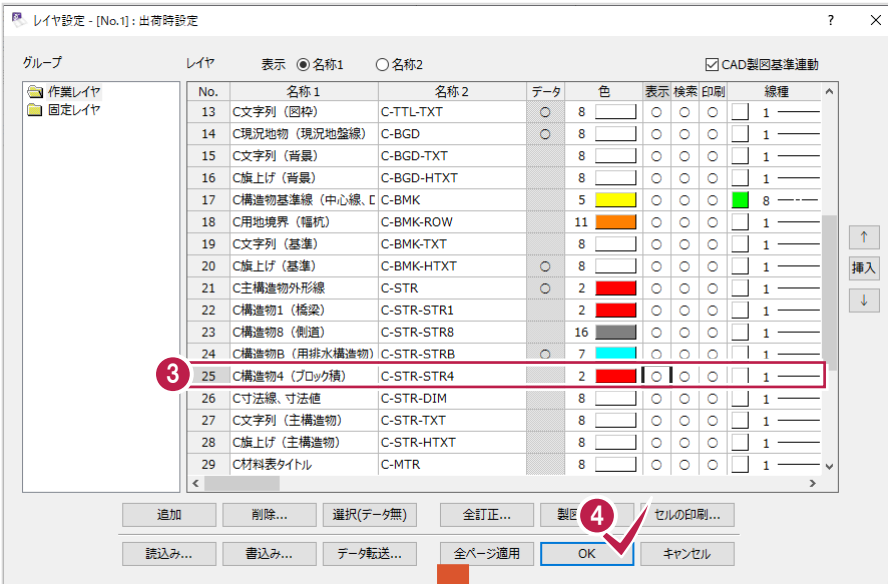 レイヤ設定 - [No.1] : 出荷時設定 ? ×
グループ レイヤ 表示 名称1 名称2 CAD製図基準連動
作業レイヤ
固定レイヤ
No. 名称1 名称2 データ 色 表示 検索 印刷 線種
13 C文字列（図枠） C-TTL-TXT ○ 8 ○ ○ ○ 1
14 C現況地物（現況地盤線） C-BGD ○ 8 ○ ○ ○ 1
15 C文字列（背景） C-BGD-TXT 8 ○ ○ ○ 1
16 C旗上げ（背景） C-BGD-HTXT 8 ○ ○ ○ 1
17 C構造物基準線（中心線、D C-BMK 5 ○ ○ ○ 8
18 C用地境界（幅杭） C-BMK-ROW 11 ○ ○ ○ 1
19 C文字列（基準） C-BMK-TXT 8 ○ ○ ○ 1
20 C旗上げ（基準） C-BMK-HTXT ○ 8 ○ ○ ○ 1
21 C主構造物外形線 C-STR ○ 2 ○ ○ ○ 1
22 C構造物1（橋梁） C-STR-STR1 2 ○ ○ ○ 1
23 C構造物8（側道） C-STR-STR8 16 ○ ○ ○ 1
24 C構造物B（用排水構造物） C-STR-STRB ○ 7 ○ ○ ○ 1
3 25 C構造物4（ブロック積） C-STR-STR4 2 ○ ○ ○ 1
26 C寸法線、寸法値 C-STR-DIM 8 ○ ○ ○ 1
27 C文字列（主構造物） C-STR-TXT 8 ○ ○ ○ 1
28 C旗上げ（主構造物） C-STR-HTXT 8 ○ ○ ○ 1
29 C材料表タイトル C-MTR 8 ○ ○ ○ 1
↑
挿入
↓
追加 削除... 選択(データ無) 全訂正... 製図 4 セルの印刷...
読込み... 書込み... データ転送... 全ページ適用 OK キャンセル